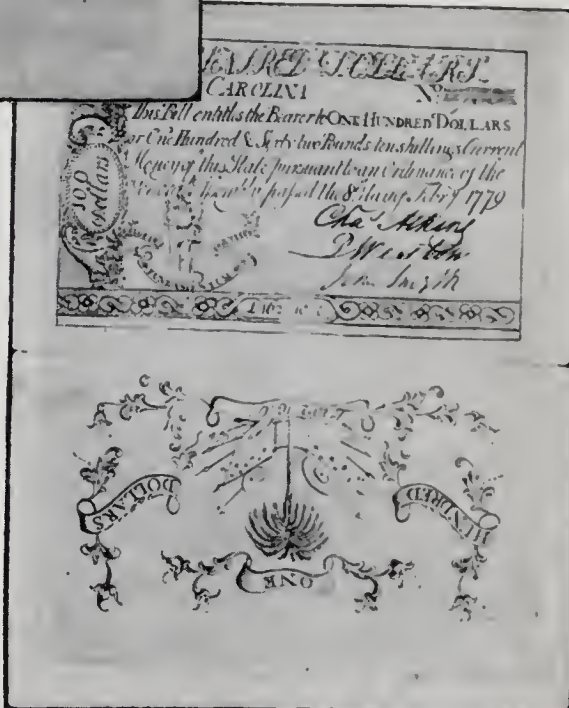 CAROLINA No
This Bill entitles the Bearer to ONE HUNDRED DOLLARS
or One Hundred & Sixty two Pounds ten shillings Current
Money of this State pursuant to an Ordinance of the
passed the 8th day of Febry 1779
100
Dollars
Chas Atkins
P Weston
John Smyth
DOLLARS
HUNDRED
ONE